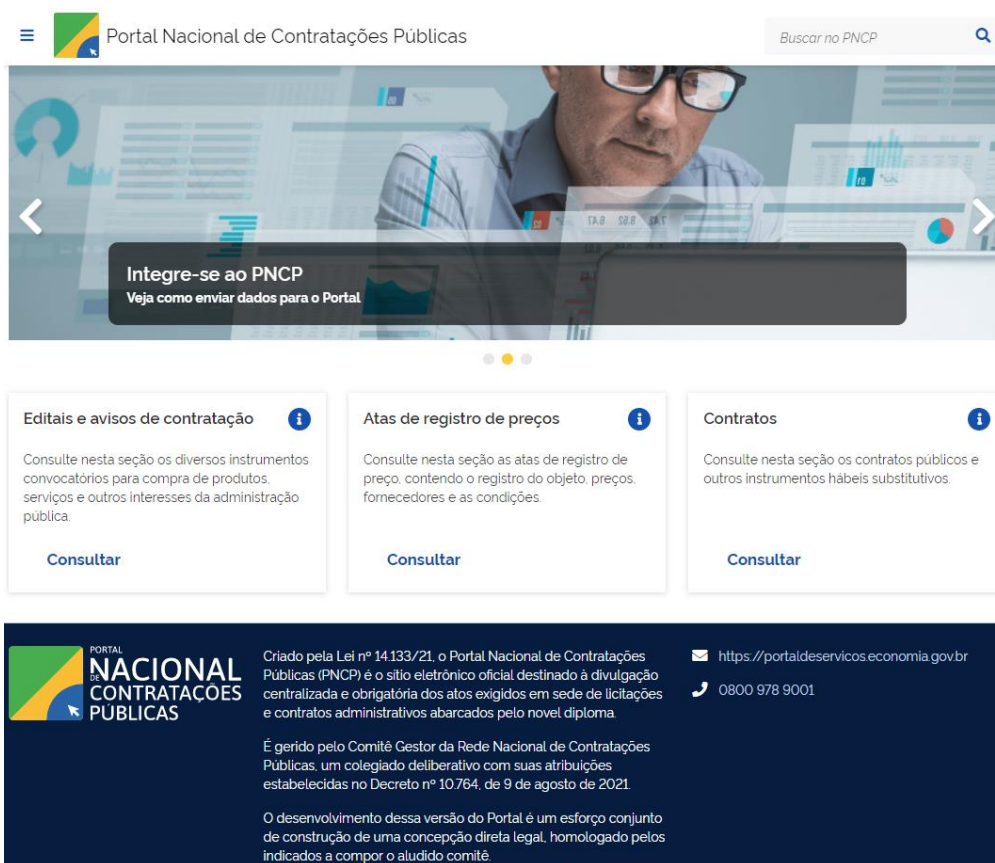 Portal Nacional de Contratações Públicas
Buscar no PNCP
Integre-se ao PNCP
Veja como enviar dados para o Portal
Editais e avisos de contratação
Consulte nesta seção os diversos instrumentos
convocatórios para compra de produtos,
serviços e outros interesses da administração
pública.
Consultar
Atas de registro de preços
Consulte nesta seção as atas de registro de
preço, contendo o registro do objeto, preços,
fornecedores e as condições.
Consultar
Contratos
Consulte nesta seção os contratos públicos e
outros instrumentos hábeis substitutivos.
Consultar
PORTAL
NACIONAL
DE CONTRATAÇÕES
PÚBLICAS
Criado pela Lei nº 14.133/21, o Portal Nacional de Contratações
Públicas (PNCP) é o sítio eletrônico oficial destinado à divulgação
centralizada e obrigatória dos atos exigidos em sede de licitações
e contratos administrativos abarcados pelo novel diploma.
É gerido pelo Comitê Gestor da Rede Nacional de Contratações
Públicas, um colegiado deliberativo com suas atribuições
estabelecidas no Decreto nº 10.764, de 9 de agosto de 2021.
O desenvolvimento dessa versão do Portal é um esforço conjunto
de construção de uma concepção direta legal, homologado pelos
indicados a compor o aludido comitê.
https://portaldeservicos.economia.gov.br
0800 978 9001